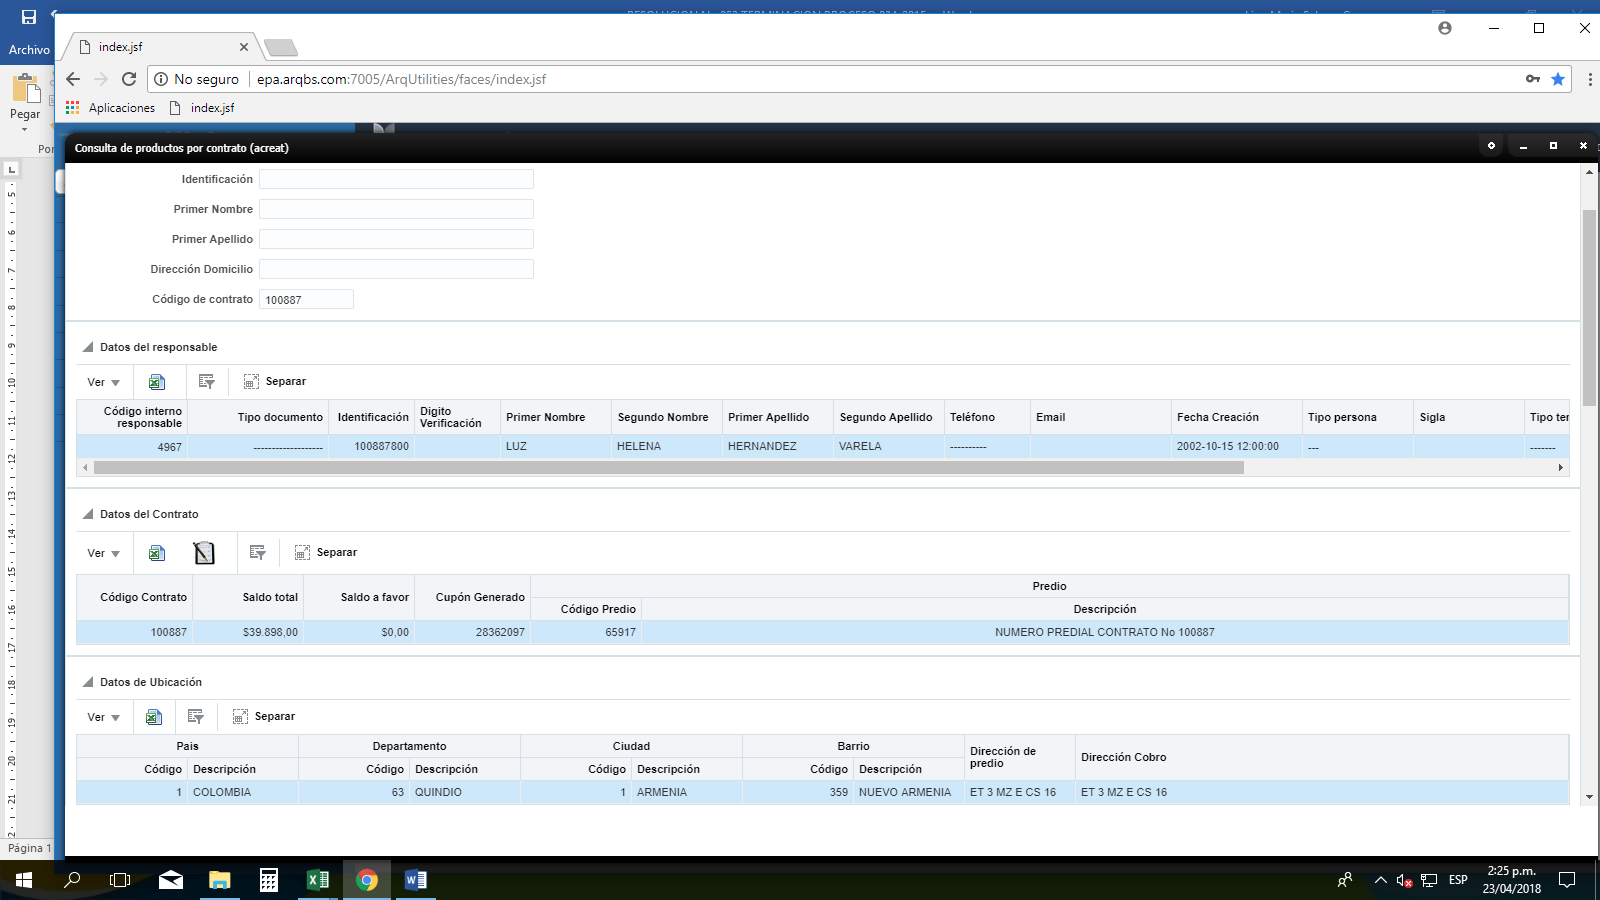 Archivo
index.jsf
No seguro epa.arqbs.com:7005/ArqUtilities/faces/index.jsf
Aplicaciones index.jsf
Pegar
Por
Consulta de productos por contrato (acreat)
Identificación
Primer Nombre
Primer Apellido
Dirección Domicilio
Código de contrato 100887
Datos del responsable
Ver Separar
Código interno responsable Tipo documento Identificación Digito Verificación Primer Nombre Segundo Nombre Primer Apellido Segundo Apellido Teléfono Email Fecha Creación Tipo persona Sigla Tipo ter
4967 ------------------- 100887800 LUZ HELENA HERNANDEZ VARELA ---------- 2002-10-15 12:00:00 --- -------
Datos del Contrato
Ver Separar
Predio
Código Contrato Saldo total Saldo a favor Cupón Generado Código Predio Descripción
100887 $39.898,00 $0,00 28362097 65917 NUMERO PREDIAL CONTRATO No 100887
Datos de Ubicación
Ver Separar
Pais Departamento Ciudad Barrio Dirección de predio Dirección Cobro
Código Descripción Código Descripción Código Descripción Código Descripción
1 COLOMBIA 63 QUINDIO 1 ARMENIA 359 NUEVO ARMENIA ET 3 MZ E CS 16 ET 3 MZ E CS 16
Página 1
ESP
2:25 p.m.
23/04/2018